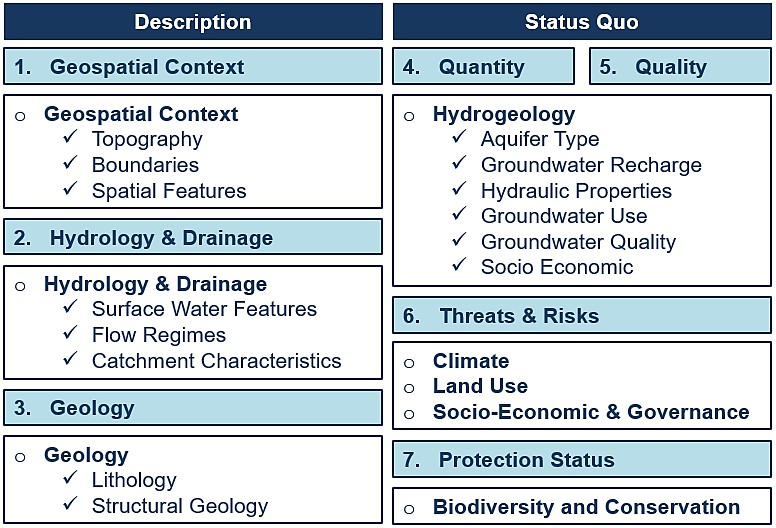 Description
1. Geospatial Context
o Geospatial Context
✓ Topography
✓ Boundaries
✓ Spatial Features
2. Hydrology & Drainage
o Hydrology & Drainage
✓ Surface Water Features
✓ Flow Regimes
✓ Catchment Characteristics
3. Geology
o Geology
✓ Lithology
✓ Structural Geology
Status Quo
4. Quantity
5. Quality
o Hydrogeology
✓ Aquifer Type
✓ Groundwater Recharge
✓ Hydraulic Properties
✓ Groundwater Use
✓ Groundwater Quality
✓ Socio Economic
6. Threats & Risks
o Climate
o Land Use
o Socio-Economic & Governance
7. Protection Status
o Biodiversity and Conservation